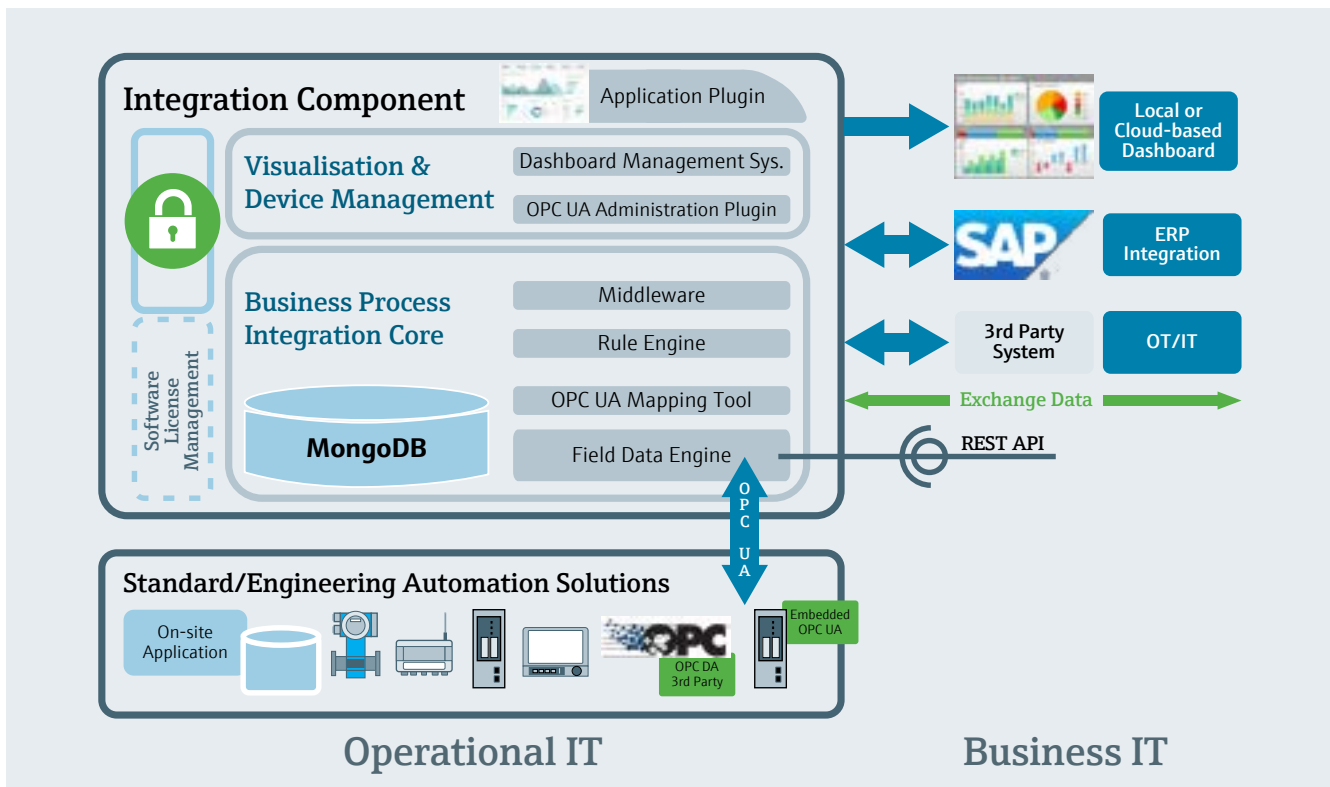 Integration Component
Application Plugin
Visualisation &
Device Management
Dashboard Management Sys.
OPC UA Administration Plugin
Business Process
Integration Core
Middleware
Rule Engine
OPC UA Mapping Tool
Field Data Engine
MongoDB
Software
License
Management
Local or
Cloud-based
Dashboard
SAP
ERP
Integration
3rd Party
System
OT/IT
Exchange Data
REST API
OPC UA
Standard/Engineering Automation Solutions
On-site
Application
OPC
OPC DA
3rd Party
Embedded
OPC UA
Operational IT
Business IT